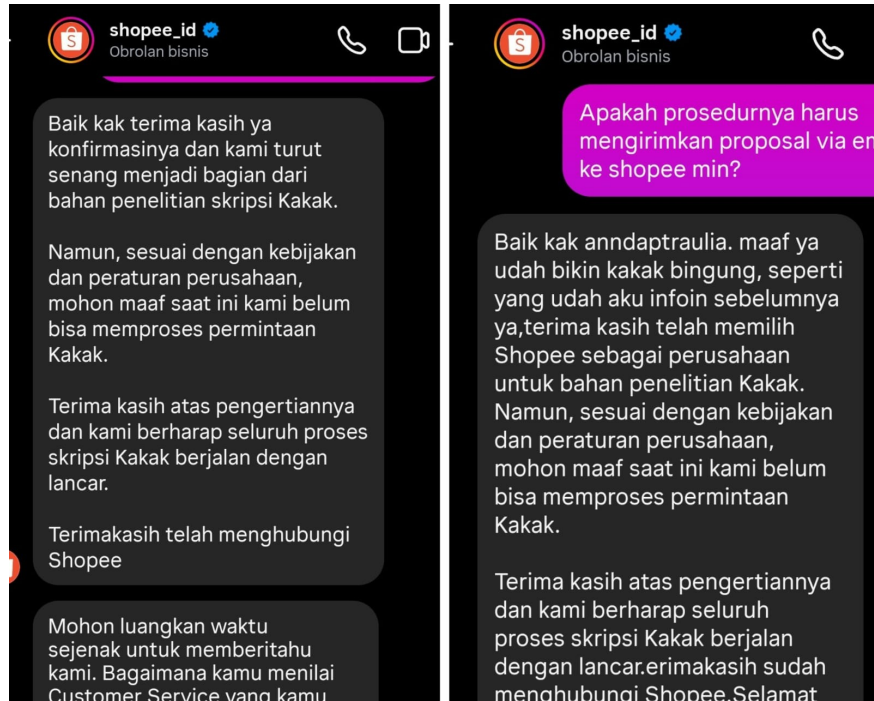 shopee_id
Obrolan bisnis
Baik kak terima kasih ya
konfirmasinya dan kami turut
senang menjadi bagian dari
bahan penelitian skripsi Kakak.
Namun, sesuai dengan kebijakan
dan peraturan perusahaan,
mohon maaf saat ini kami belum
bisa memproses permintaan
Kakak.
Terima kasih atas pengertiannya
dan kami berharap seluruh proses
skripsi Kakak berjalan dengan
lancar.
Terimakasih telah menghubungi
Shopee
Mohon luangkan waktu
sejenak untuk memberitahu
kami. Bagaimana kamu menilai
Customer Service yang kamu
shopee_id
Obrolan bisnis
Apakah prosedurnya harus
mengirimkan proposal via
ke shopee min?
Baik kak anndaptraulia. maaf ya
udah bikin kakak bingung, seperti
yang udah aku infoin sebelumnya
ya,terima kasih telah memilih
Shopee sebagai perusahaan
untuk bahan penelitian Kakak.
Namun, sesuai dengan kebijakan
dan peraturan perusahaan,
mohon maaf saat ini kami belum
bisa memproses permintaan
Kakak.
Terima kasih atas pengertiannya
dan kami berharap seluruh
proses skripsi Kakak berjalan
dengan lancar.erimakasih sudah
menghubungi Shopee.Selamat